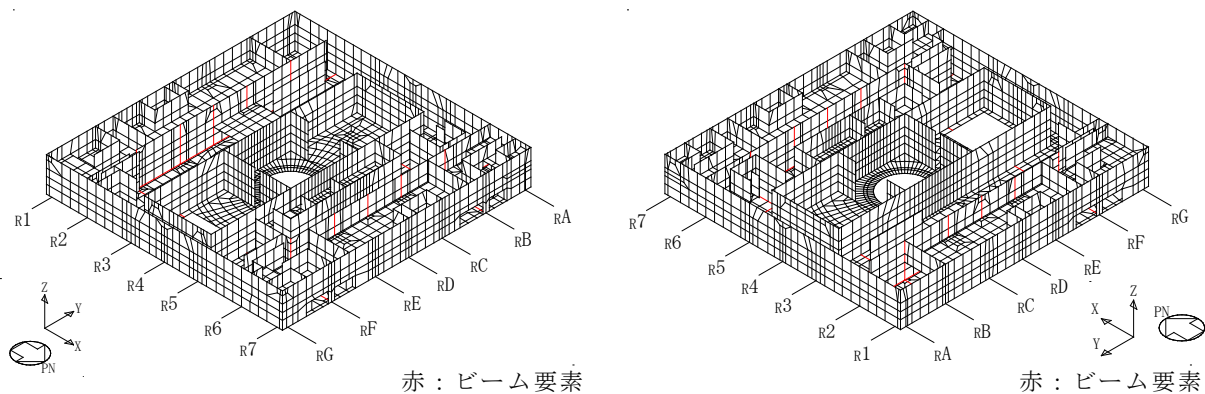 R1
R2
R3
R4
R5
R6
R7
RA
RB
RC
RD
RE
RF
RG
Z
Y
X
PN
赤：ビーム要素
R7
R6
R5
R4
R3
R2
R1
RG
RF
RE
RD
RC
RB
RA
Z
X
Y
PN
赤：ビーム要素